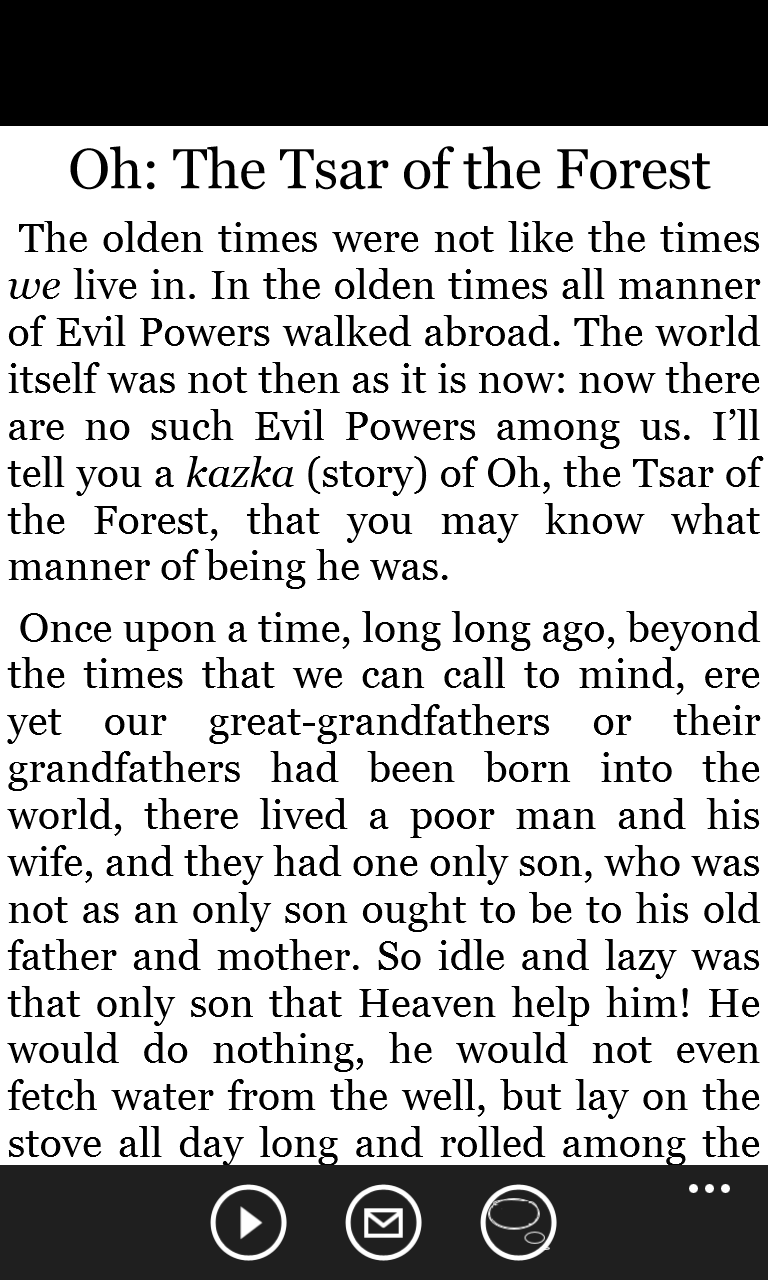 Oh: The Tsar of the Forest
The olden times were not like the times
we live in. In the olden times all manner
of Evil Powers walked abroad. The world
itself was not then as it is now: now there
are no such Evil Powers among us. I’ll
tell you a kazka (story) of Oh, the Tsar of
the Forest, that you may know what
manner of being he was.
Once upon a time, long long ago, beyond
the times that we can call to mind, ere
yet our great-grandfathers or their
grandfathers had been born into the
world, there lived a poor man and his
wife, and they had one only son, who was
not as an only son ought to be to his old
father and mother. So idle and lazy was
that only son that Heaven help him! He
would do nothing, he would not even
fetch water from the well, but lay on the
stove all day long and rolled among the